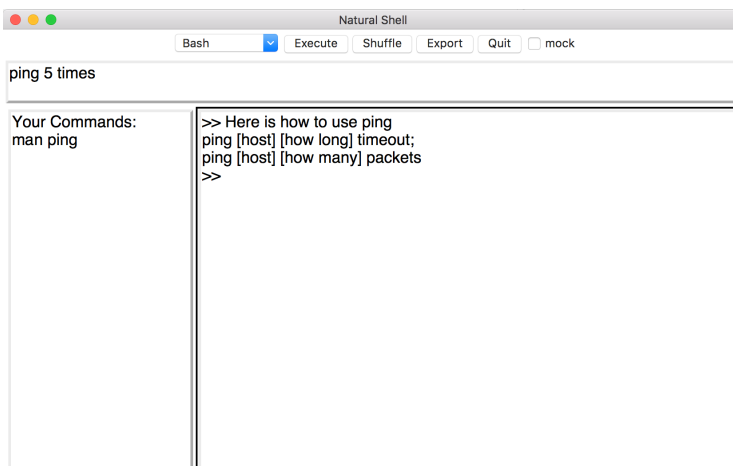 Natural Shell
Bash Execute Shuffle Export Quit mock
ping 5 times
Your Commands:
man ping
>> Here is how to use ping
ping [host] [how long] timeout;
ping [host] [how many] packets
>>